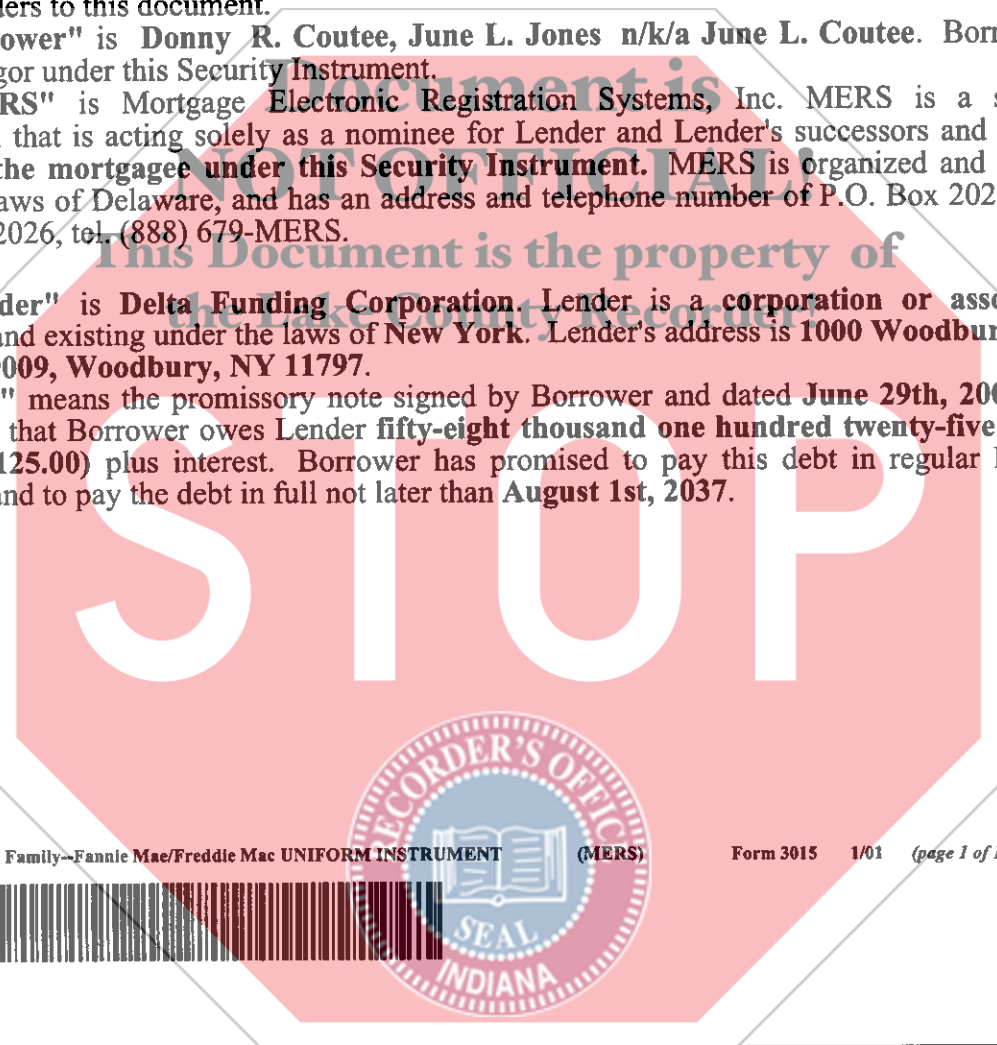 ders to this document.
ower" is Donny R. Coutee, June L. Jones n/k/a June L. Coutee. Borr
gor under this Security Instrument.
RS" is Mortgage Electronic Registration Systems, Inc. MERS is a s
that is acting solely as a nominee for Lender and Lender's successors and
the mortgagee under this Security Instrument. MERS is organized and
aws of Delaware, and has an address and telephone number of P.O. Box 202
2026, tel. (888) 679-MERS.
der" is Delta Funding Corporation. Lender is a corporation or asso
and existing under the laws of New York. Lender's address is 1000 Woodbur
009, Woodbury, NY 11797.
" means the promissory note signed by Borrower and dated June 29th, 200
that Borrower owes Lender fifty-eight thousand one hundred twenty-five
125.00) plus interest. Borrower has promised to pay this debt in regular
and to pay the debt in full not later than August 1st, 2037.
Document is
NOT OFFICIAL!
This Document is the property of
the Lake County Recorder!
STOP
RECORDER'S OFFICE
SEAL
INDIANA
Family--Fannie Mae/Freddie Mac UNIFORM INSTRUMENT (MERS) Form 3015 1/01 (page 1 of 1